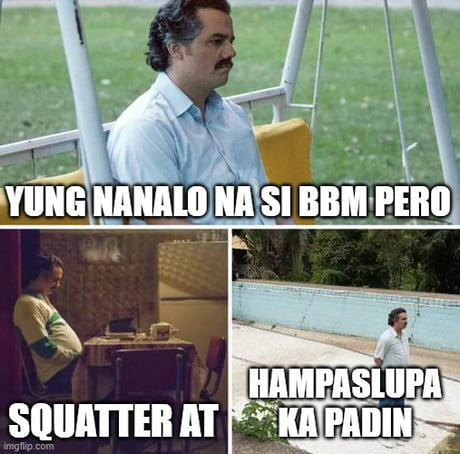 YUNG NANALO NA SI BBM PERO
SQUATTER AT
HAMPASLUPA
KA PADIN
imgflip.com